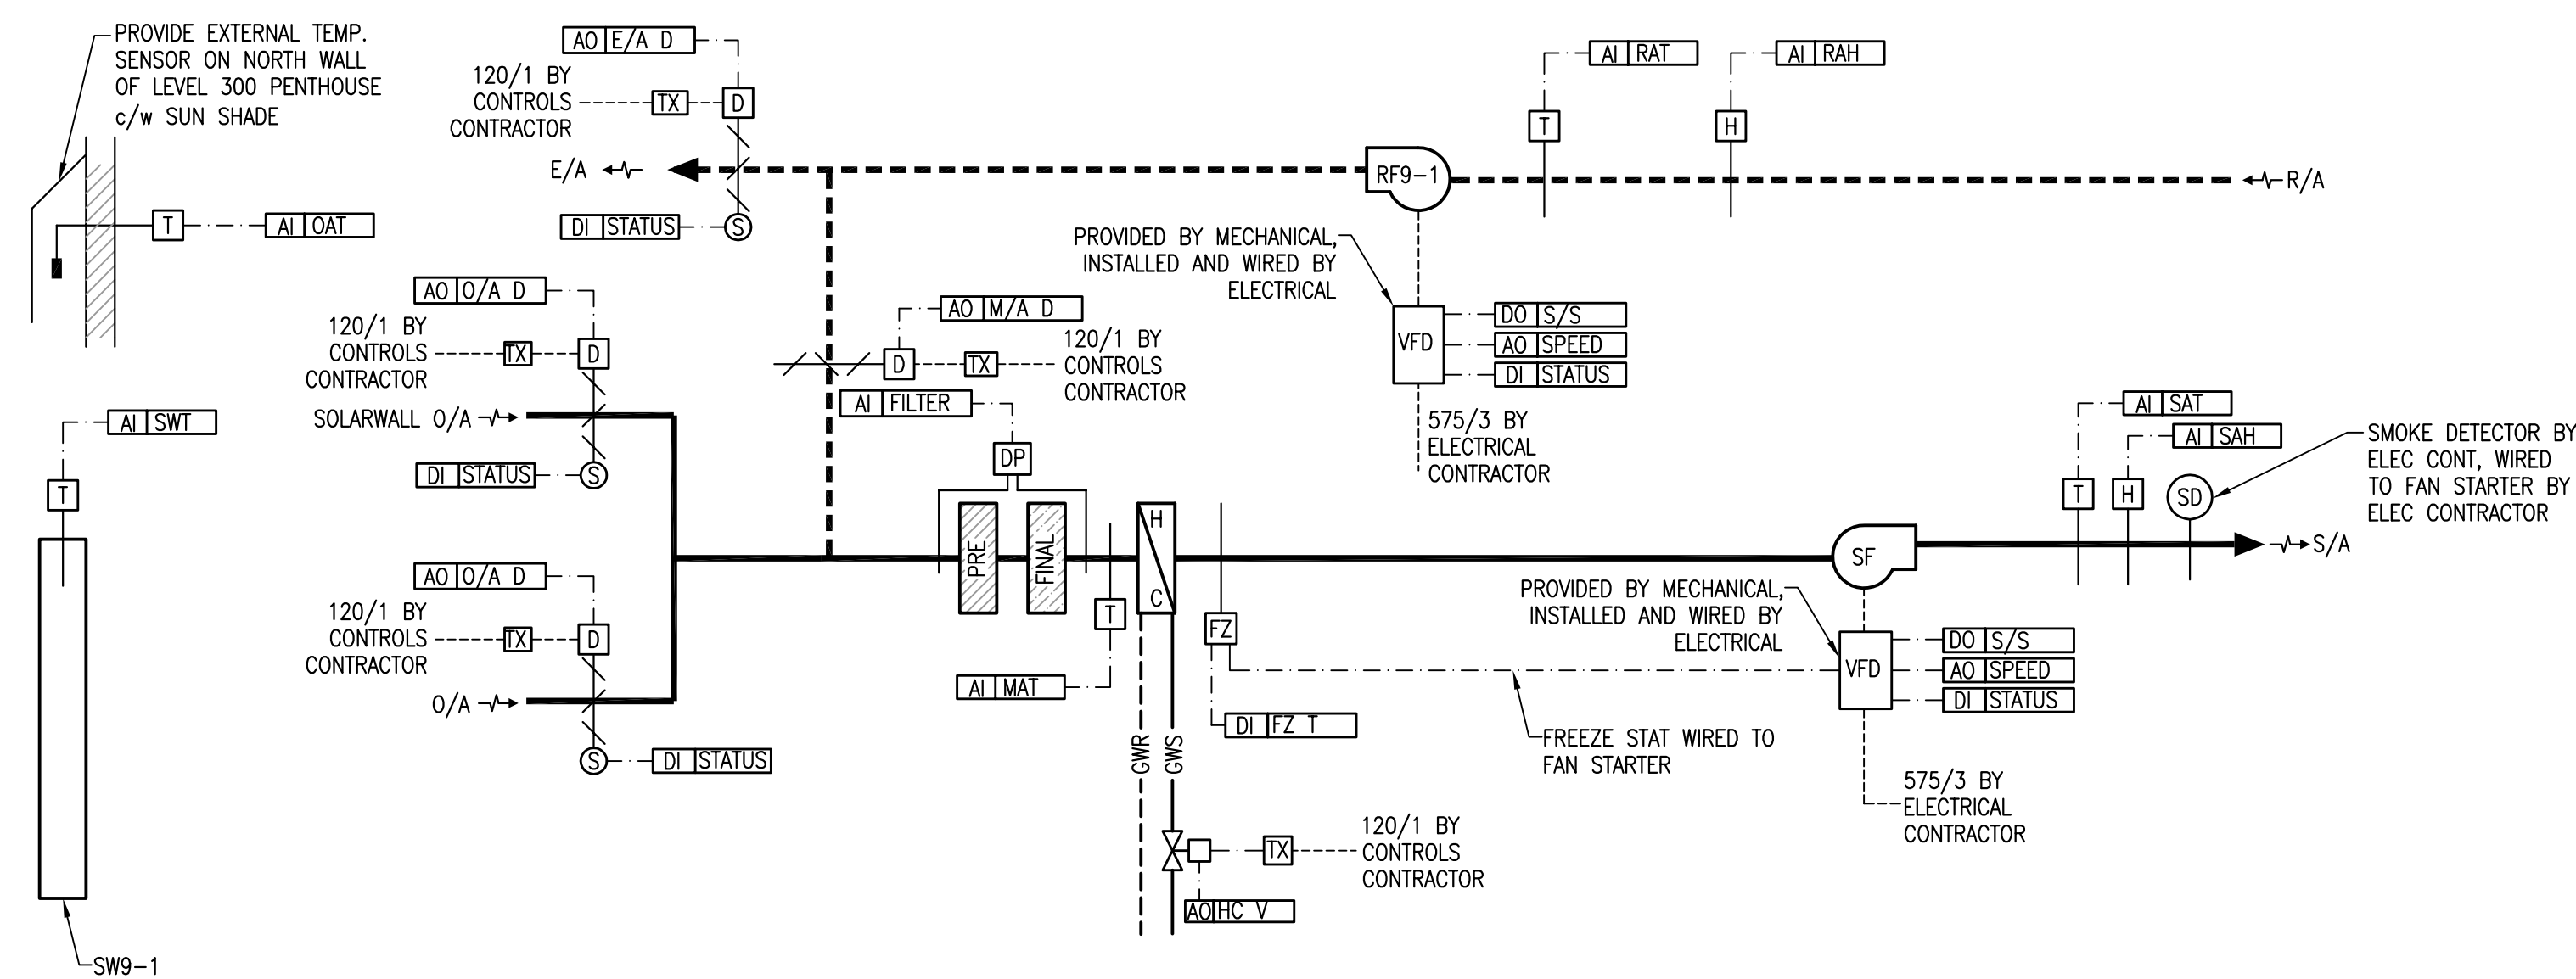 PROVIDE EXTERNAL TEMP.
SENSOR ON NORTH WALL
OF LEVEL 300 PENTHOUSE
c/w SUN SHADE
T
AI OAT
AO E/A D
120/1 BY
CONTROLS
CONTRACTOR
TX
D
E/A
DI STATUS
S
AI RAT
AI RAH
T
H
RF9-1
R/A
PROVIDED BY MECHANICAL,
INSTALLED AND WIRED BY
ELECTRICAL
VFD
DO S/S
AO SPEED
DI STATUS
575/3 BY
ELECTRICAL
CONTRACTOR
AO O/A D
120/1 BY
CONTROLS
CONTRACTOR
TX
D
SOLARWALL O/A
DI STATUS
S
AO M/A D
D
TX
120/1 BY
CONTROLS
CONTRACTOR
AI FILTER
DP
AI SWT
T
SW9-1
AO O/A D
120/1 BY
CONTROLS
CONTRACTOR
TX
D
O/A
S
DI STATUS
PRE
FINAL
T
AI MAT
H
C
FZ
DI FZ T
GWR
GWS
FREEZE STAT WIRED TO
FAN STARTER
TX
120/1 BY
CONTROLS
CONTRACTOR
AO HC V
SF
PROVIDED BY MECHANICAL,
INSTALLED AND WIRED BY
ELECTRICAL
VFD
DO S/S
AO SPEED
DI STATUS
575/3 BY
ELECTRICAL
CONTRACTOR
AI SAT
AI SAH
T
H
SD
SMOKE DETECTOR BY
ELEC CONT, WIRED
TO FAN STARTER BY
ELEC CONTRACTOR
S/A